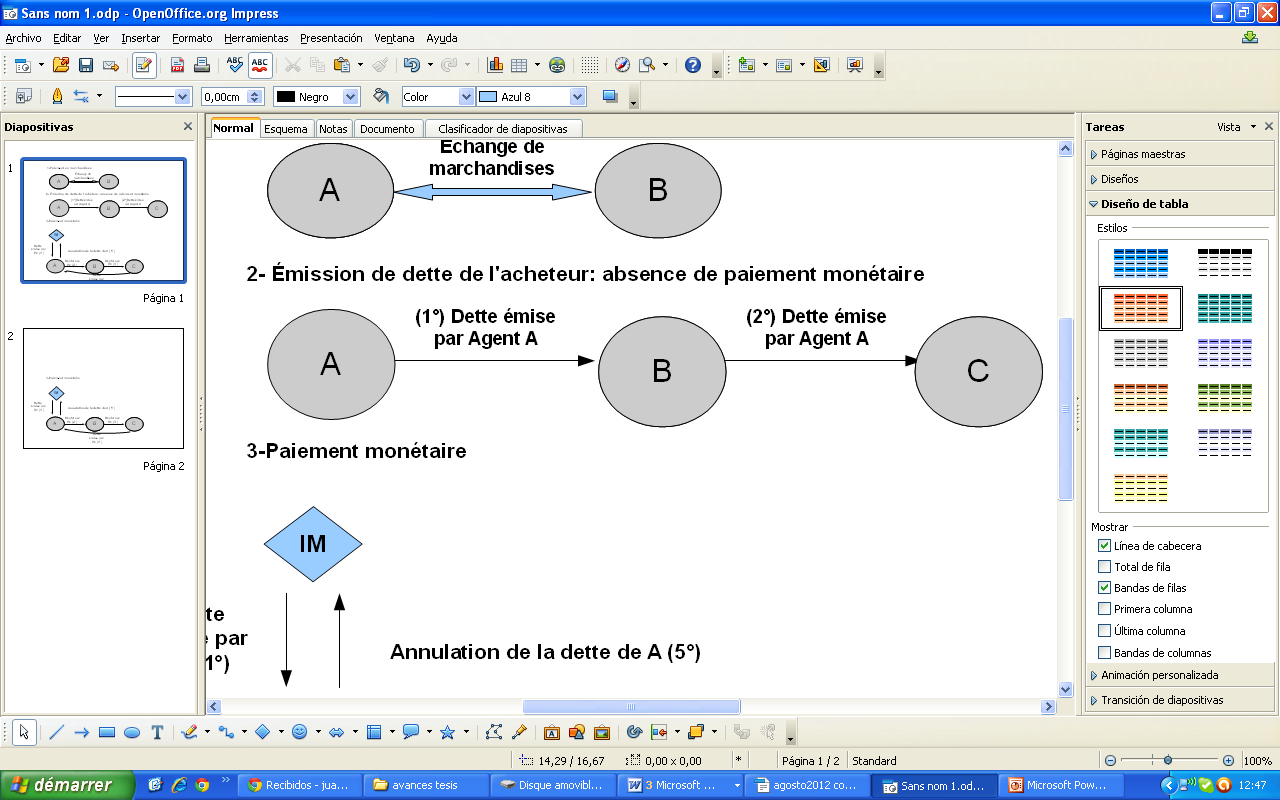 Sans nom 1.odp - OpenOffice.org Impress
Archivo Editar Ver Insertar Formato Herramientas Presentación Ventana Ayuda
0,00cm Negro Color Azul 8
Diapositivas
Normal Esquema Notas Documento Clasificador de diapositivas
Tareas Vista
1
Página 1
2
Página 2
Echange de
marchandises
A
B
2- Émission de dette de l'acheteur: absence de paiement monétaire
(1°) Dette émise
par Agent A
(2°) Dette émise
par Agent A
A
B
C
3-Paiement monétaire
IM
te
e par
1°)
Annulation de la dette de A (5°)
Páginas maestras
Diseños
Diseño de tabla
Estilos
Mostrar
Línea de cabecera
Total de fila
Bandas de filas
Primera columna
Última columna
Bandas de columnas
Animación personalizada
Transición de diapositivas
14,29 / 16,67 0,00 x 0,00 * Página 1 / 2 Standard 100%
démarrer Recibidos - jua... avances tesis Disque amovibl... 3 Microsoft ... agosto2012 co... Sans nom 1.od... Microsoft Pow... 12:47